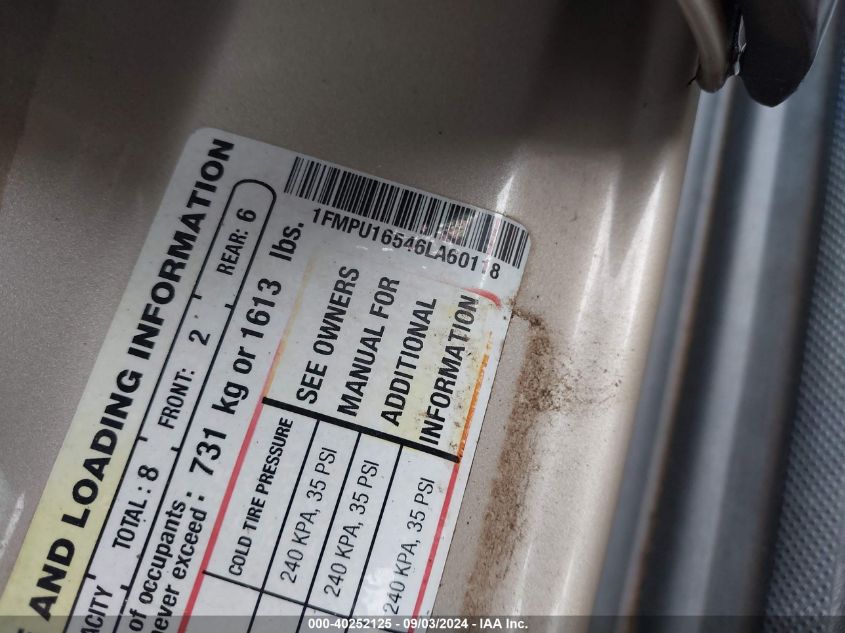 1FMPU16546LA60118
E AND LOADING INFORMATION
ACITY TOTAL : 8 FRONT: 2 REAR: 6
of occupants
never exceed : 731 kg or 1613 lbs.
COLD TIRE PRESSURE
240 KPA, 35 PSI
240 KPA, 35 PSI
240 KPA, 35 PSI
SEE OWNERS
MANUAL FOR
ADDITIONAL
INFORMATION
000-40252125 - 09/03/2024 - IAA Inc.